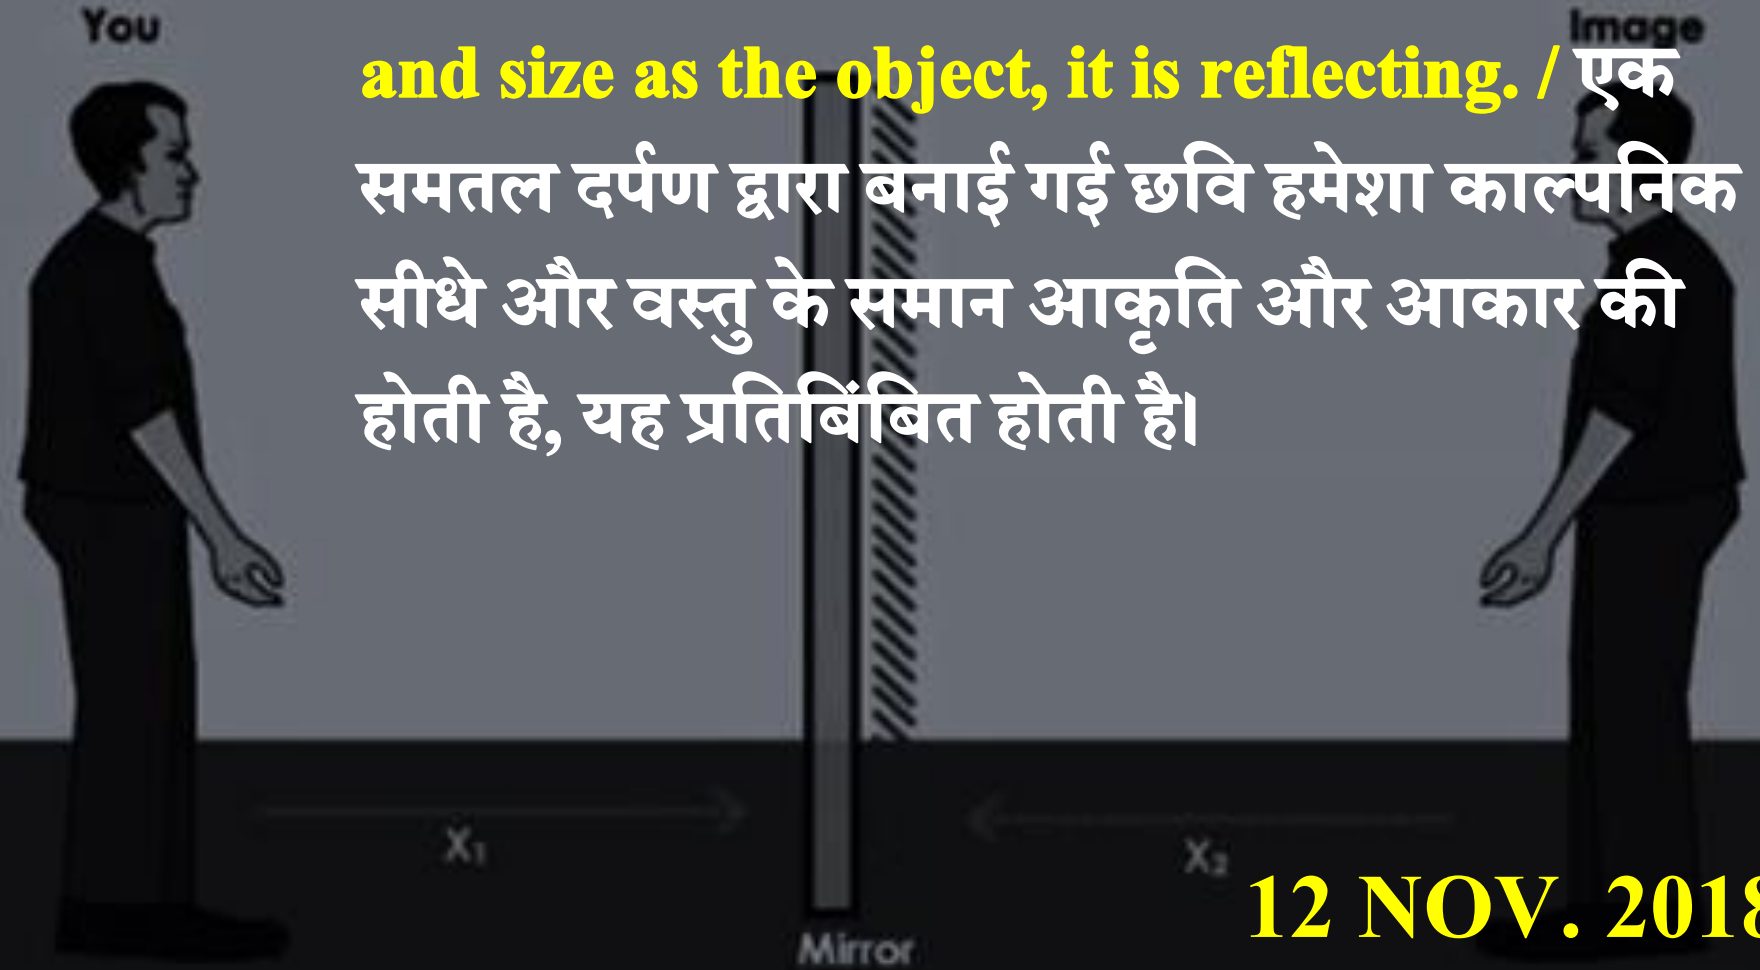 You
Image
and size as the object, it is reflecting. / एक
समतल दर्पण द्वारा बनाई गई छवि हमेशा काल्पनिक
सीधे और वस्तु के समान आकृति और आकार की
होती है, यह प्रतिबिंबित होती है।
X₁
X₂
12 NOV. 2018
Mirror